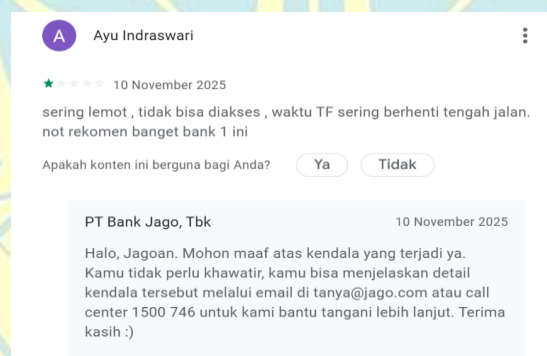 A
Ayu Indraswari
10 November 2025
sering lemot , tidak bisa diakses , waktu TF sering berhenti tengah jalan.
not rekomen banget bank 1 ini
Apakah konten ini berguna bagi Anda? Ya Tidak
PT Bank Jago, Tbk 10 November 2025
Halo, Jagoan. Mohon maaf atas kendala yang terjadi ya.
Kamu tidak perlu khawatir, kamu bisa menjelaskan detail
kendala tersebut melalui email di tanya@jago.com atau call
center 1500 746 untuk kami bantu tangani lebih lanjut. Terima
kasih :)